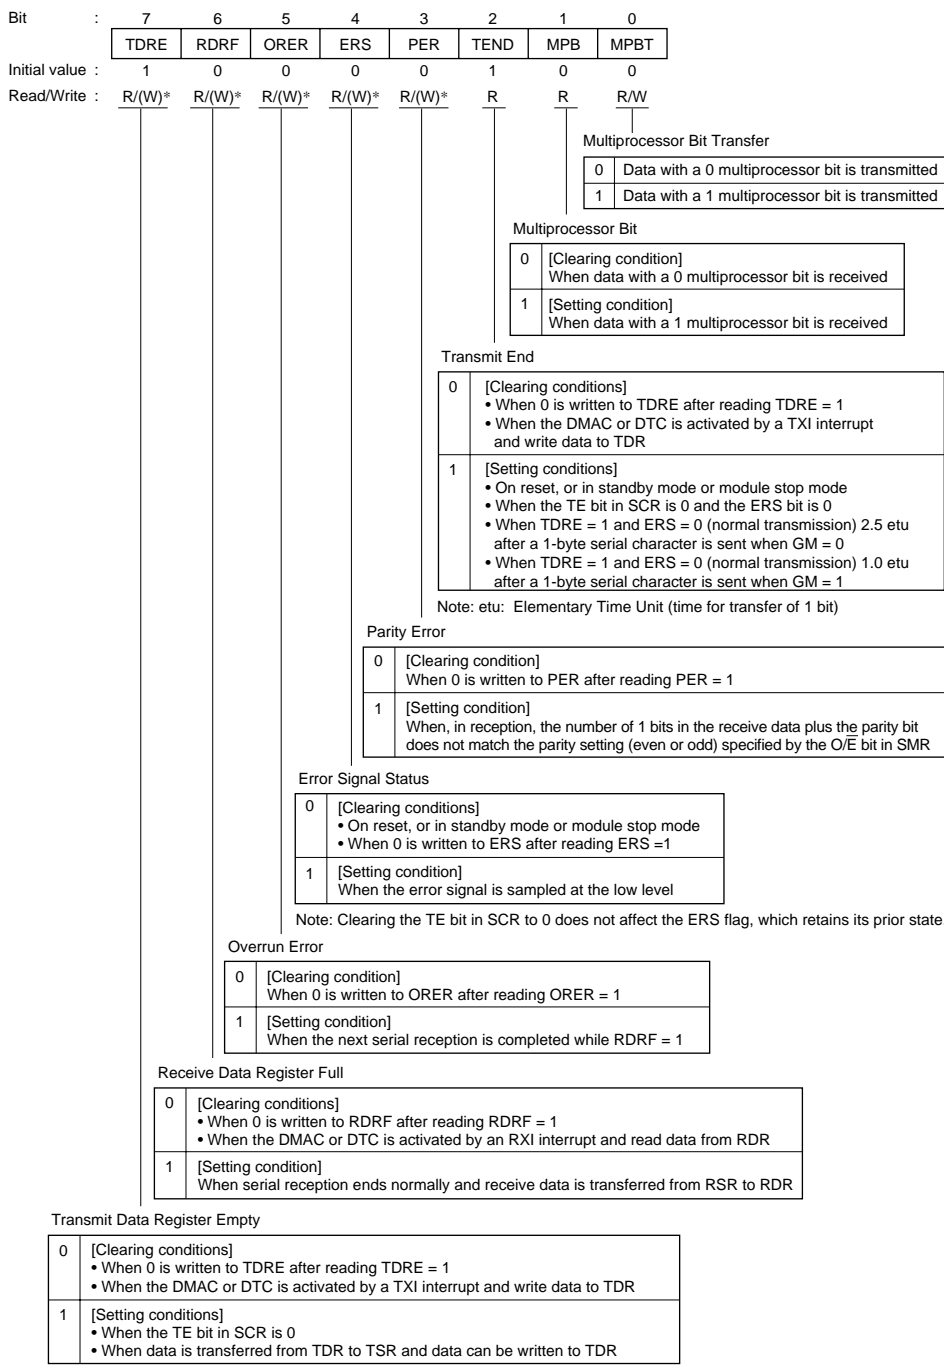 Bit : 7 6 5 4 3 2 1 0
TDRE RDRF ORER ERS PER TEND MPB MPBT
Initial value : 1 0 0 0 0 1 0 0
Read/Write : R/(W)* R/(W)* R/(W)* R/(W)* R/(W)* R R R/W
Multiprocessor Bit Transfer
0 Data with a 0 multiprocessor bit is transmitted
1 Data with a 1 multiprocessor bit is transmitted
Multiprocessor Bit
0 [Clearing condition]
When data with a 0 multiprocessor bit is received
1 [Setting condition]
When data with a 1 multiprocessor bit is received
Transmit End
0 [Clearing conditions]
• When 0 is written to TDRE after reading TDRE = 1
• When the DMAC or DTC is activated by a TXI interrupt
and write data to TDR
1 [Setting conditions]
• On reset, or in standby mode or module stop mode
• When the TE bit in SCR is 0 and the ERS bit is 0
• When TDRE = 1 and ERS = 0 (normal transmission) 2.5 etu
after a 1-byte serial character is sent when GM = 0
• When TDRE = 1 and ERS = 0 (normal transmission) 1.0 etu
after a 1-byte serial character is sent when GM = 1
Note: etu: Elementary Time Unit (time for transfer of 1 bit)
Parity Error
0 [Clearing condition]
When 0 is written to PER after reading PER = 1
1 [Setting condition]
When, in reception, the number of 1 bits in the receive data plus the parity bit
does not match the parity setting (even or odd) specified by the O/E̅ bit in SMR
Error Signal Status
0 [Clearing conditions]
• On reset, or in standby mode or module stop mode
• When 0 is written to ERS after reading ERS =1
1 [Setting condition]
When the error signal is sampled at the low level
Note: Clearing the TE bit in SCR to 0 does not affect the ERS flag, which retains its prior state.
Overrun Error
0 [Clearing condition]
When 0 is written to ORER after reading ORER = 1
1 [Setting condition]
When the next serial reception is completed while RDRF = 1
Receive Data Register Full
0 [Clearing conditions]
• When 0 is written to RDRF after reading RDRF = 1
• When the DMAC or DTC is activated by an RXI interrupt and read data from RDR
1 [Setting condition]
When serial reception ends normally and receive data is transferred from RSR to RDR
Transmit Data Register Empty
0 [Clearing conditions]
• When 0 is written to TDRE after reading TDRE = 1
• When the DMAC or DTC is activated by a TXI interrupt and write data to TDR
1 [Setting conditions]
• When the TE bit in SCR is 0
• When data is transferred from TDR to TSR and data can be written to TDR